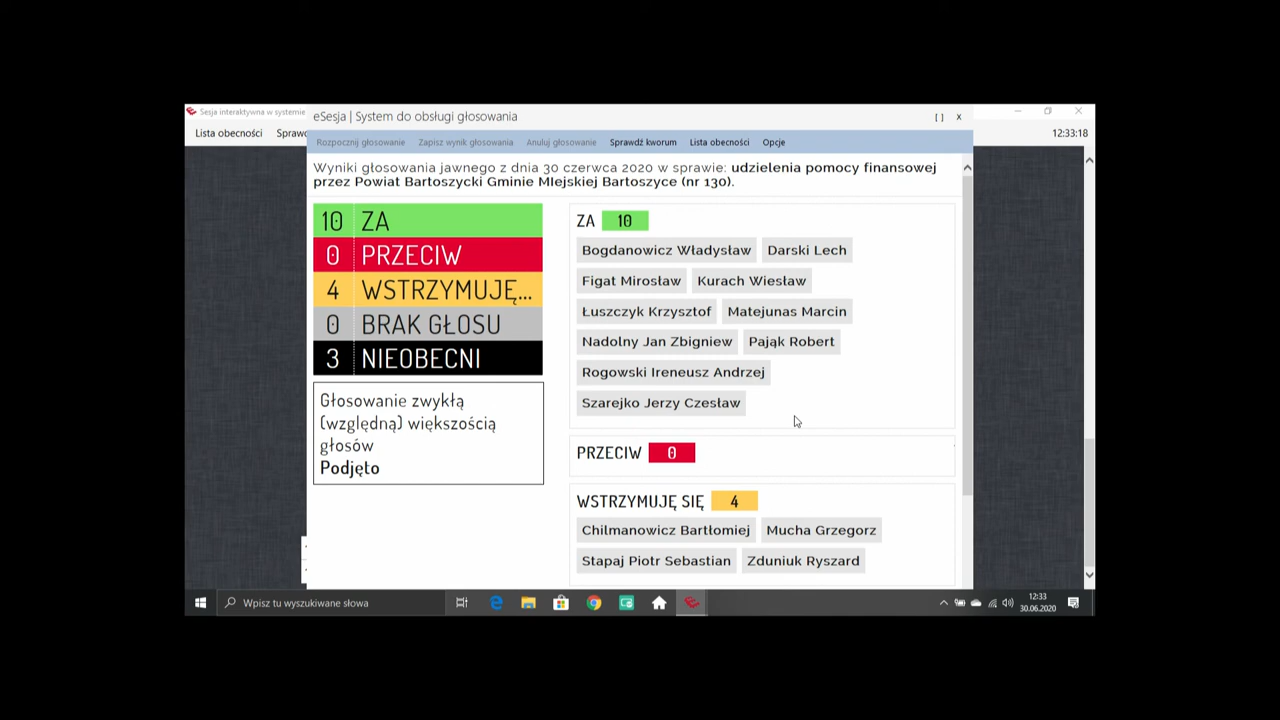 Sesja interaktywna w systemie
eSesja | System do obsługi głosowania
[ ] x
Lista obecności
12:33:18
Rozpocznij głosowanie Zapisz wynik głosowania Anuluj głosowanie Sprawdź kworum Lista obecności Opcje
Wyniki głosowania jawnego z dnia 30 czerwca 2020 w sprawie: udzielenia pomocy finansowej
przez Powiat Bartoszycki Gminie MIejskiej Bartoszyce (nr 130).
10 ZA
0 PRZECIW
4 WSTRZYMUJĘ...
0 BRAK GŁOSU
3 NIEOBECNI
Głosowanie zwykłą
(względną) większością
głosów
Podjęto
ZA 10
Bogdanowicz Władysław Darski Lech
Figat Mirosław Kurach Wiesław
Łuszczyk Krzysztof Matejunas Marcin
Nadolny Jan Zbigniew Pająk Robert
Rogowski Ireneusz Andrzej
Szarejko Jerzy Czesław
PRZECIW 0
WSTRZYMUJĘ SIĘ 4
Chilmanowicz Bartłomiej Mucha Grzegorz
Stapaj Piotr Sebastian Zduniuk Ryszard
Wpisz tu wyszukiwane słowa
12:33
30.06.2020